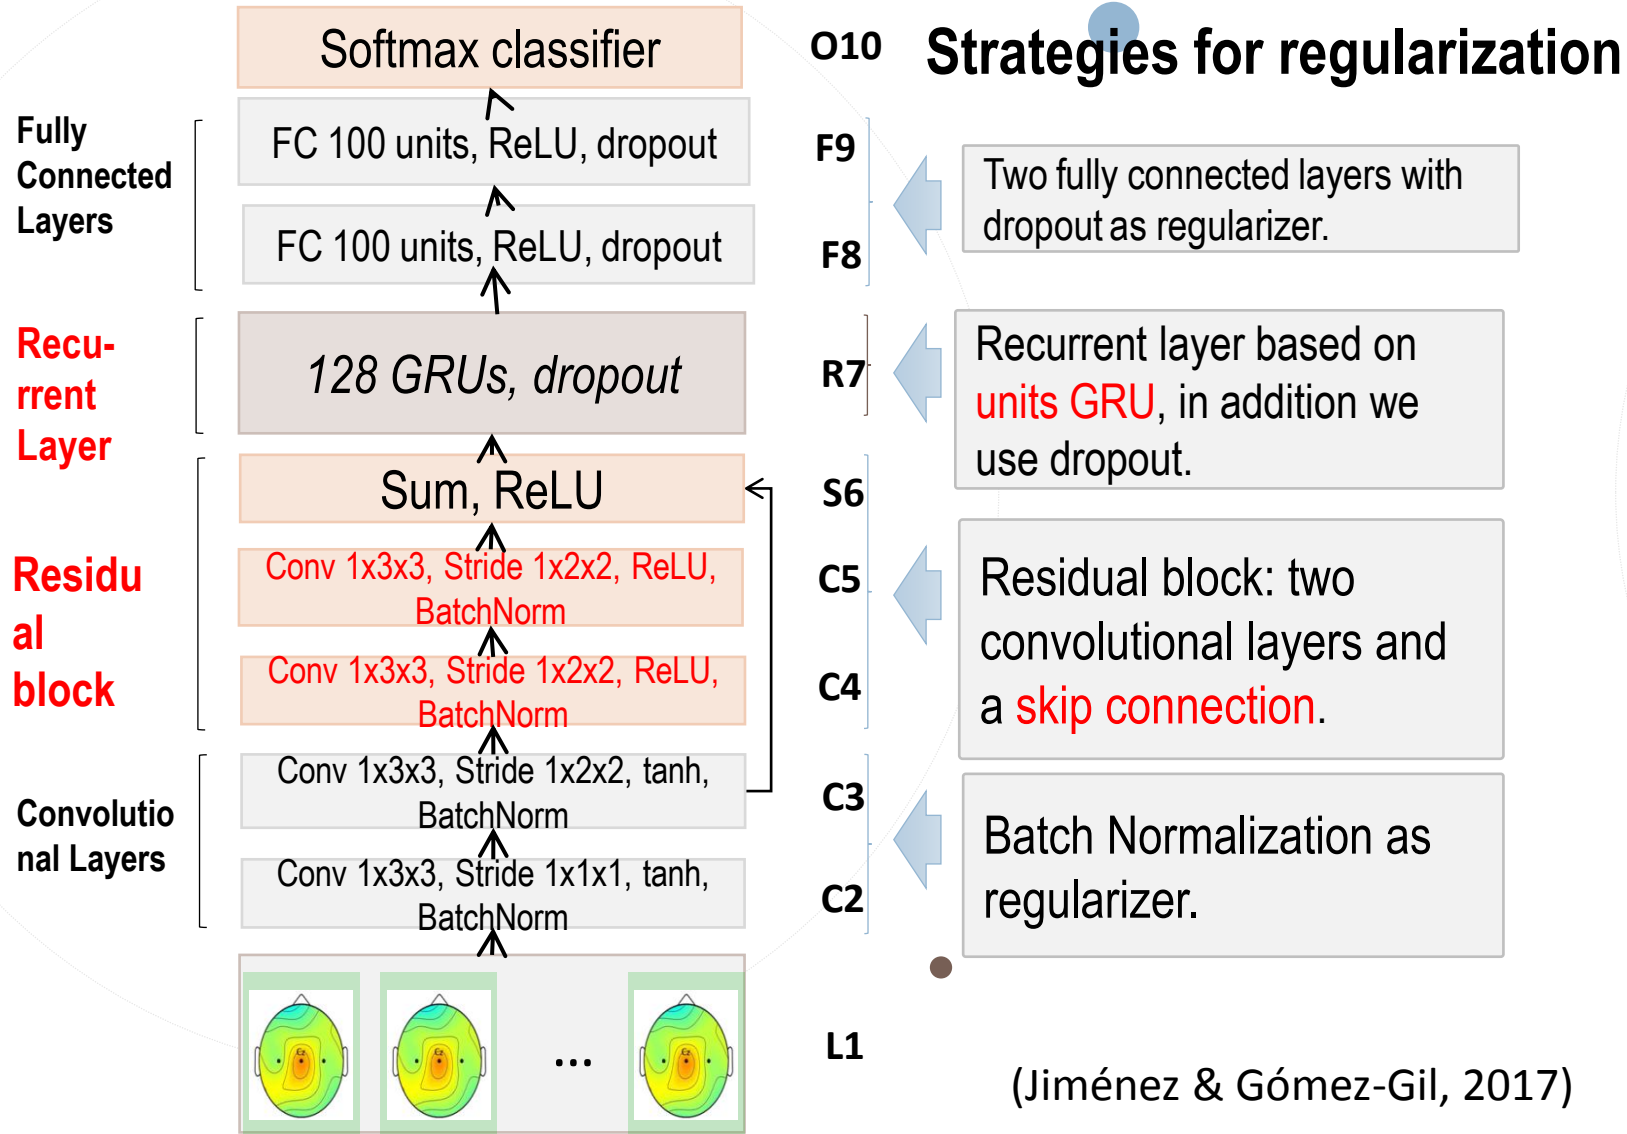 Strategies for regularization
Softmax classifier
O10
Fully
Connected
Layers
FC 100 units, ReLU, dropout
F9
FC 100 units, ReLU, dropout
F8
Two fully connected layers with
dropout as regularizer.
Recu-
rrent
Layer
128 GRUs, dropout
R7
Recurrent layer based on
units GRU, in addition we
use dropout.
Residu
al
block
Sum, ReLU
S6
Conv 1x3x3, Stride 1x2x2, ReLU,
BatchNorm
C5
Conv 1x3x3, Stride 1x2x2, ReLU,
BatchNorm
C4
Residual block: two
convolutional layers and
a skip connection.
Convolutio
nal Layers
Conv 1x3x3, Stride 1x2x2, tanh,
BatchNorm
C3
Conv 1x3x3, Stride 1x1x1, tanh,
BatchNorm
C2
Batch Normalization as
regularizer.
Cz
Cz
...
Cz
L1
(Jiménez & Gómez-Gil, 2017)